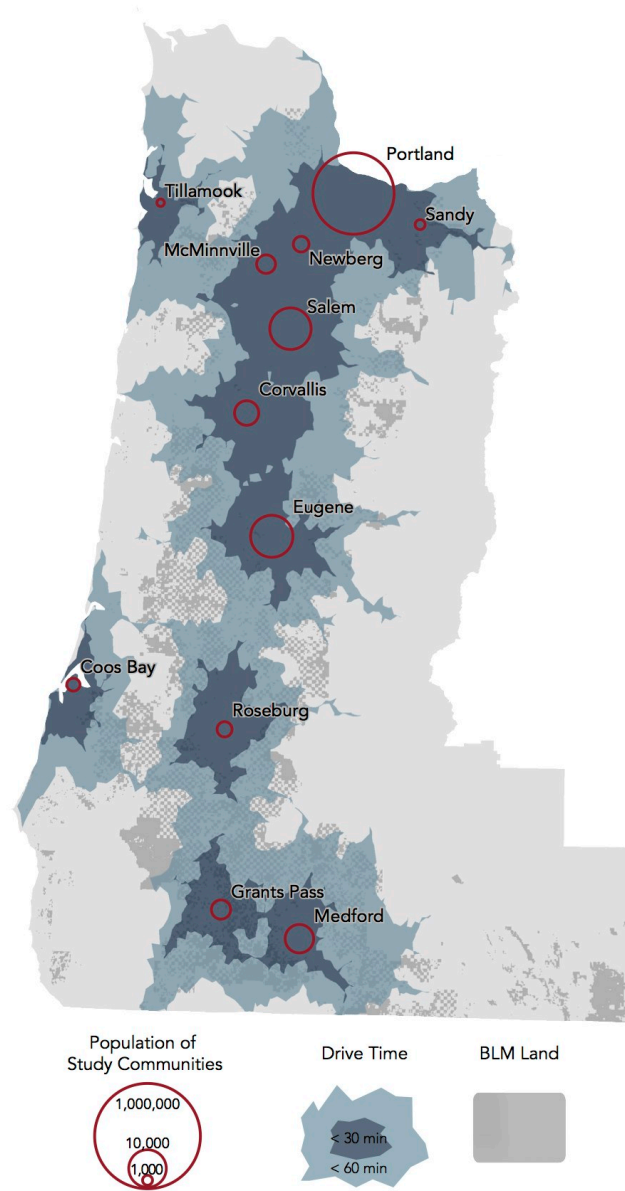 Portland
Tillamook
Sandy
McMinnville
Newberg
Salem
Corvallis
Eugene
Coos Bay
Roseburg
Grants Pass
Medford
Population of
Study Communities
1,000,000
10,000
1,000
Drive Time
< 30 min
< 60 min
BLM Land